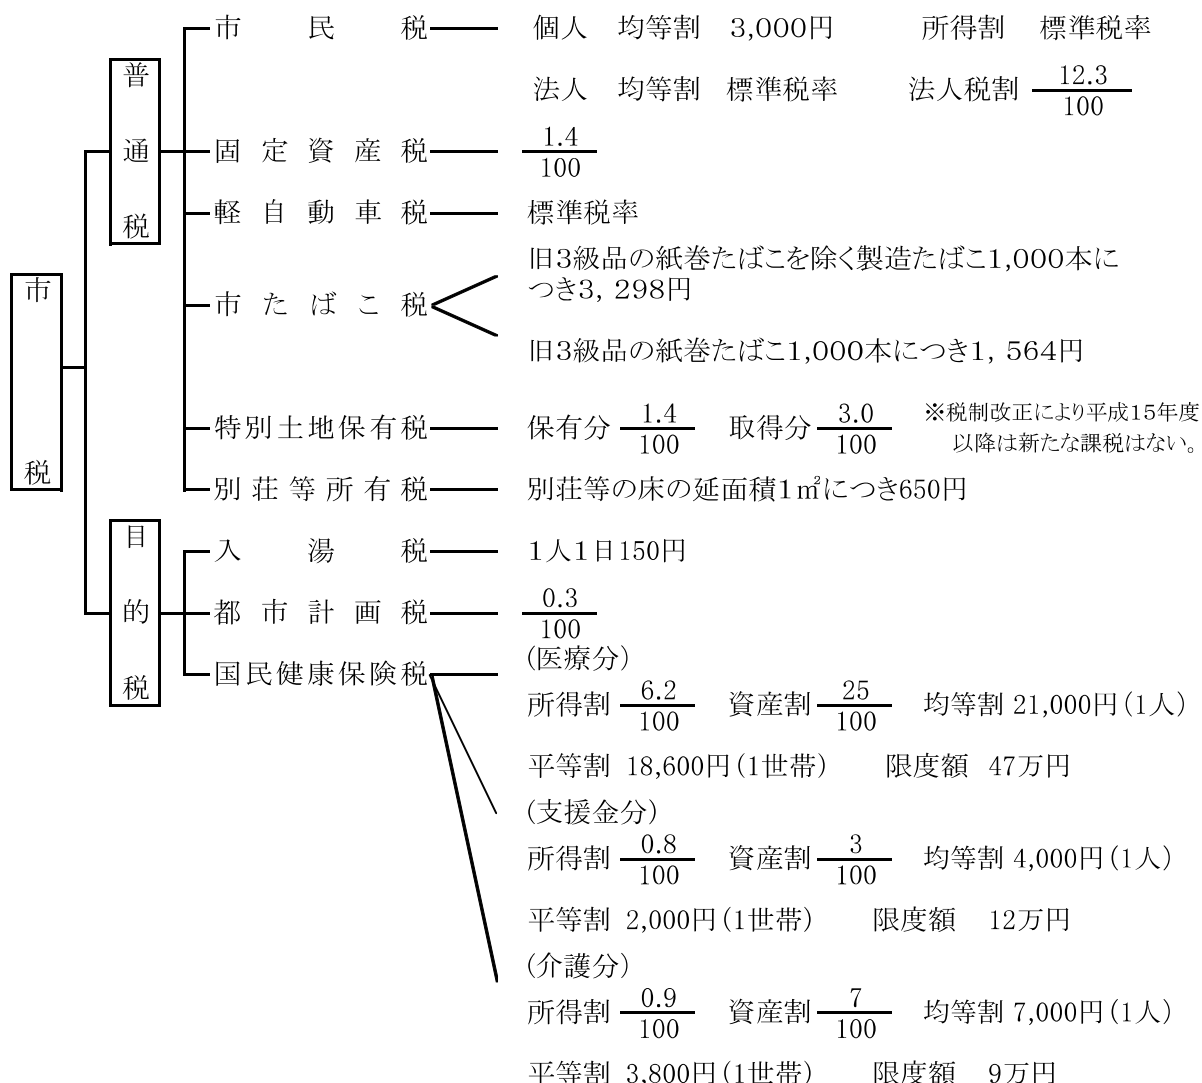 市税
普通税
市民税 個人 均等割 3,000円 所得割 標準税率
法人 均等割 標準税率 法人税割 12.3/100
固定資産税 1.4/100
軽自動車税 標準税率
市たばこ税 旧3級品の紙巻たばこを除く製造たばこ1,000本に
つき3，298円
旧3級品の紙巻たばこ1,000本につき1，564円
特別土地保有税 保有分 1.4/100 取得分 3.0/100 ※税制改正により平成15年度
以降は新たな課税はない。
別荘等所有税 別荘等の床の延面積1㎡につき650円
目的税
入湯税 1人1日150円
都市計画税 0.3/100
国民健康保険税 (医療分)
所得割 6.2/100 資産割 25/100 均等割 21,000円(1人)
平等割 18,600円(1世帯) 限度額 47万円
(支援金分)
所得割 0.8/100 資産割 3/100 均等割 4,000円(1人)
平等割 2,000円(1世帯) 限度額 12万円
(介護分)
所得割 0.9/100 資産割 7/100 均等割 7,000円(1人)
平等割 3,800円(1世帯) 限度額 9万円